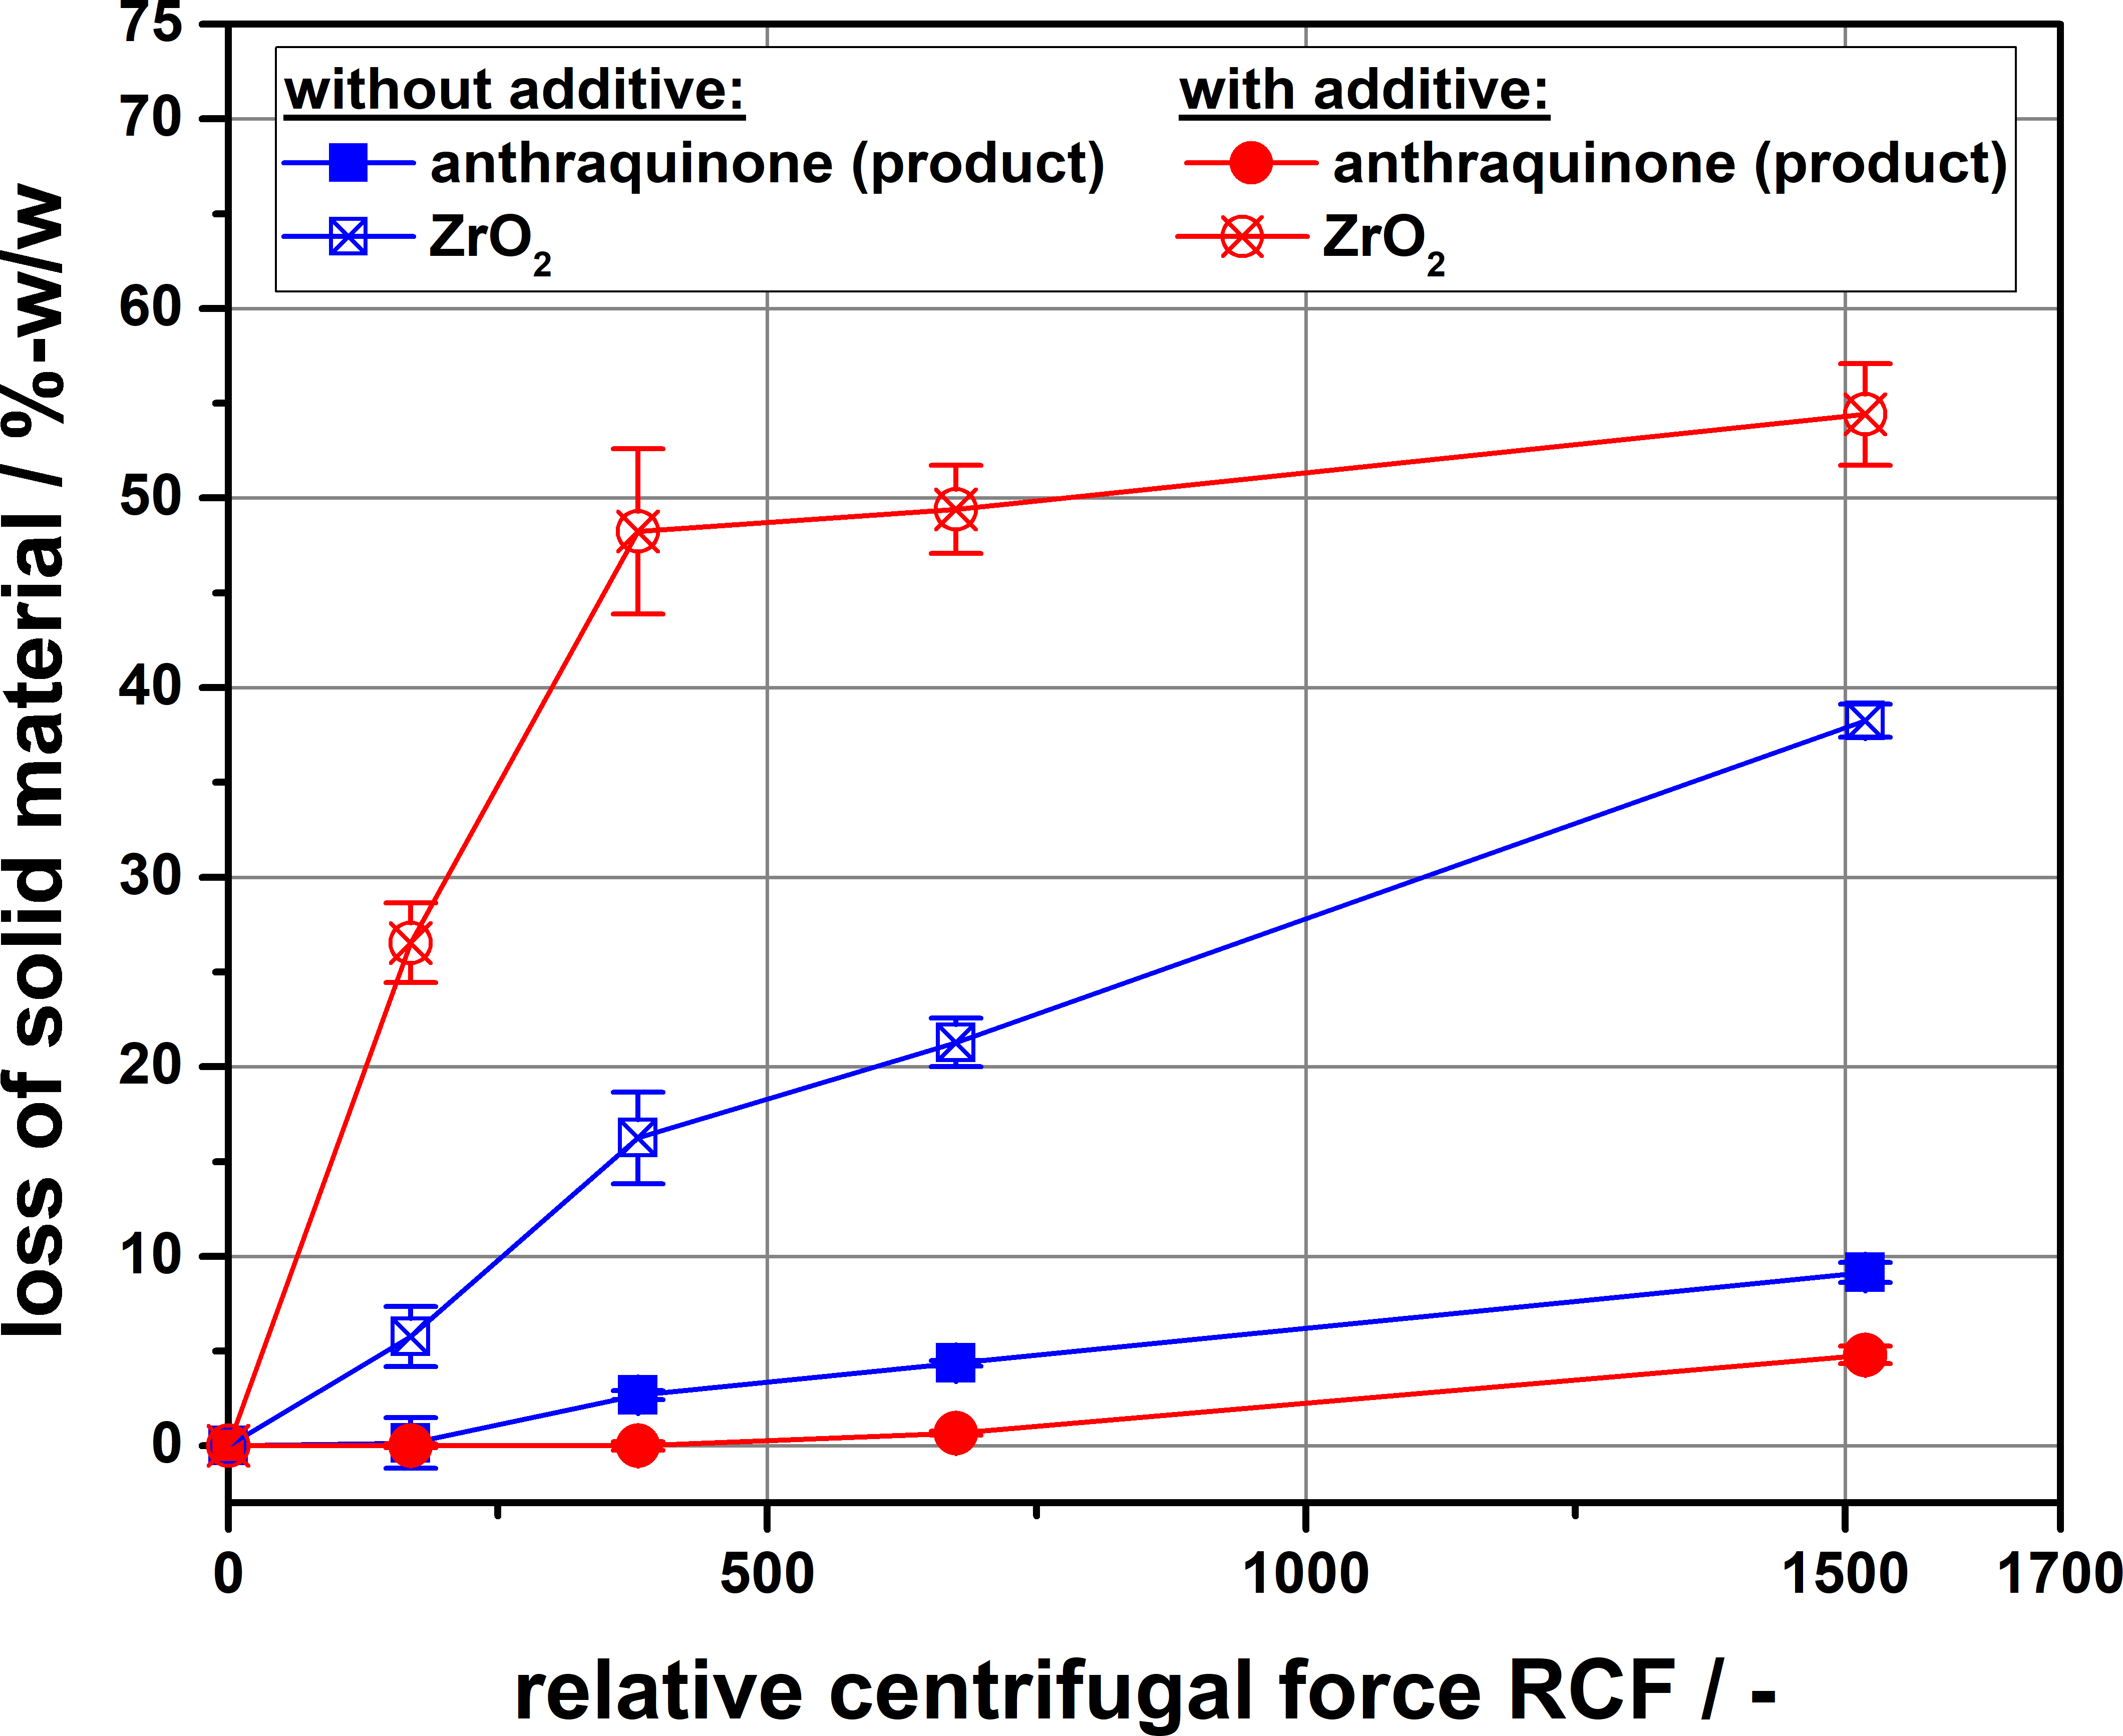 75
70
60
50
40
30
20
10
0
loss of solid material / %-w/w
without additive:
anthraquinone (product)
ZrO₂
with additive:
anthraquinone (product)
ZrO₂
0 500 1000 1500 1700
relative centrifugal force RCF / -